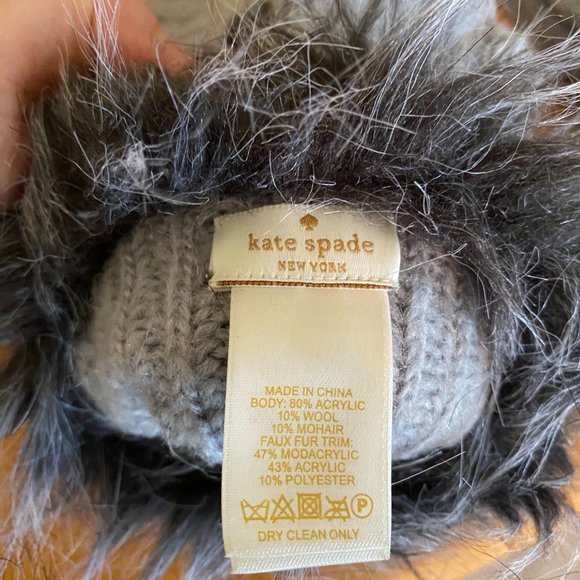 kate spade
NEW YORK
MADE IN CHINA
BODY: 80% ACRYLIC
10% WOOL
10% MOHAIR
FAUX FUR TRIM:
47% MODACRYLIC
43% ACRYLIC
10% POLYESTER
P
DRY CLEAN ONLY